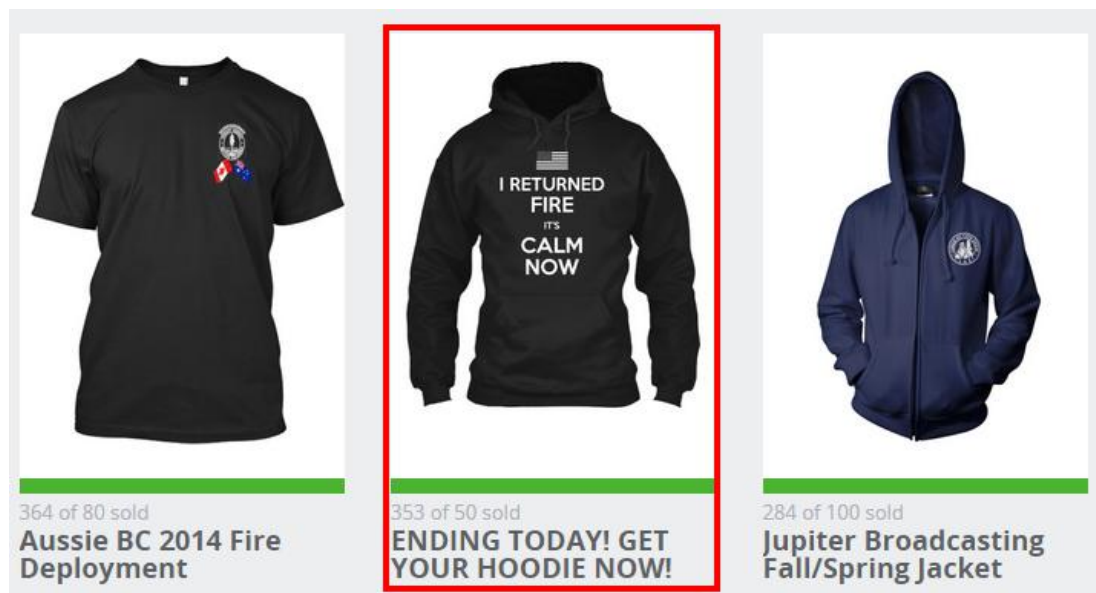 I RETURNED
FIRE
IT'S
CALM
NOW
364 of 80 sold
Aussie BC 2014 Fire
Deployment
353 of 50 sold
ENDING TODAY! GET
YOUR HOODIE NOW!
284 of 100 sold
Jupiter Broadcasting
Fall/Spring Jacket